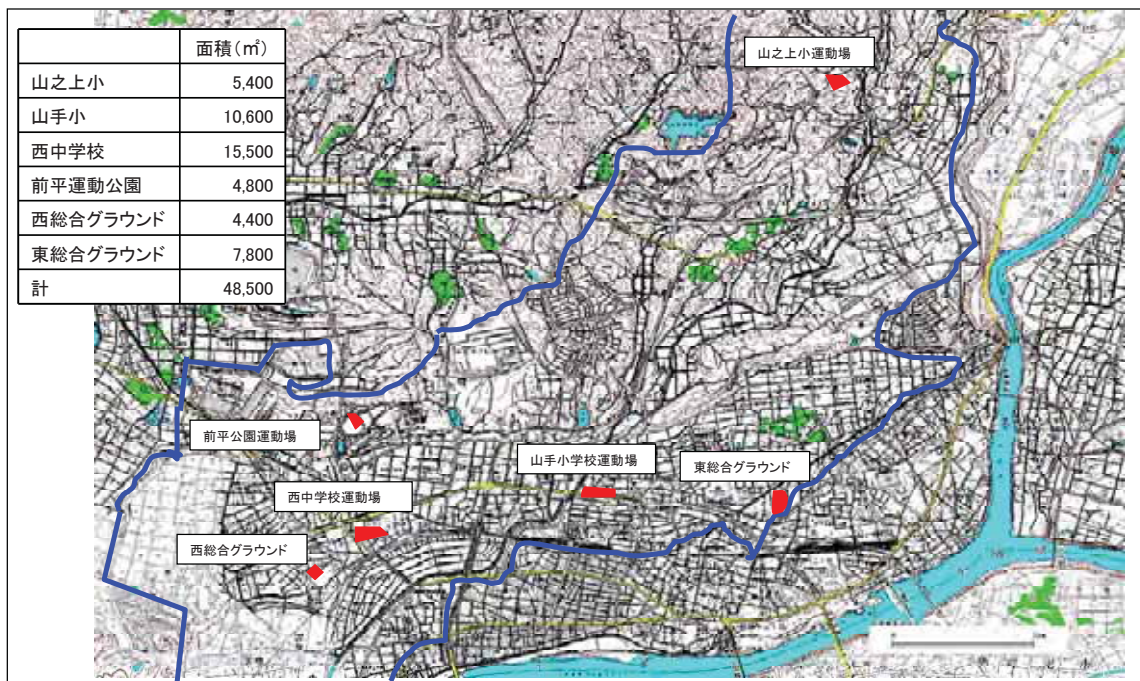 面積(㎡)
山之上小 5,400
山手小 10,600
西中学校 15,500
前平運動公園 4,800
西総合グラウンド 4,400
東総合グラウンド 7,800
計 48,500
山之上小運動場
前平公園運動場
山手小学校運動場
東総合グラウンド
西中学校運動場
西総合グラウンド